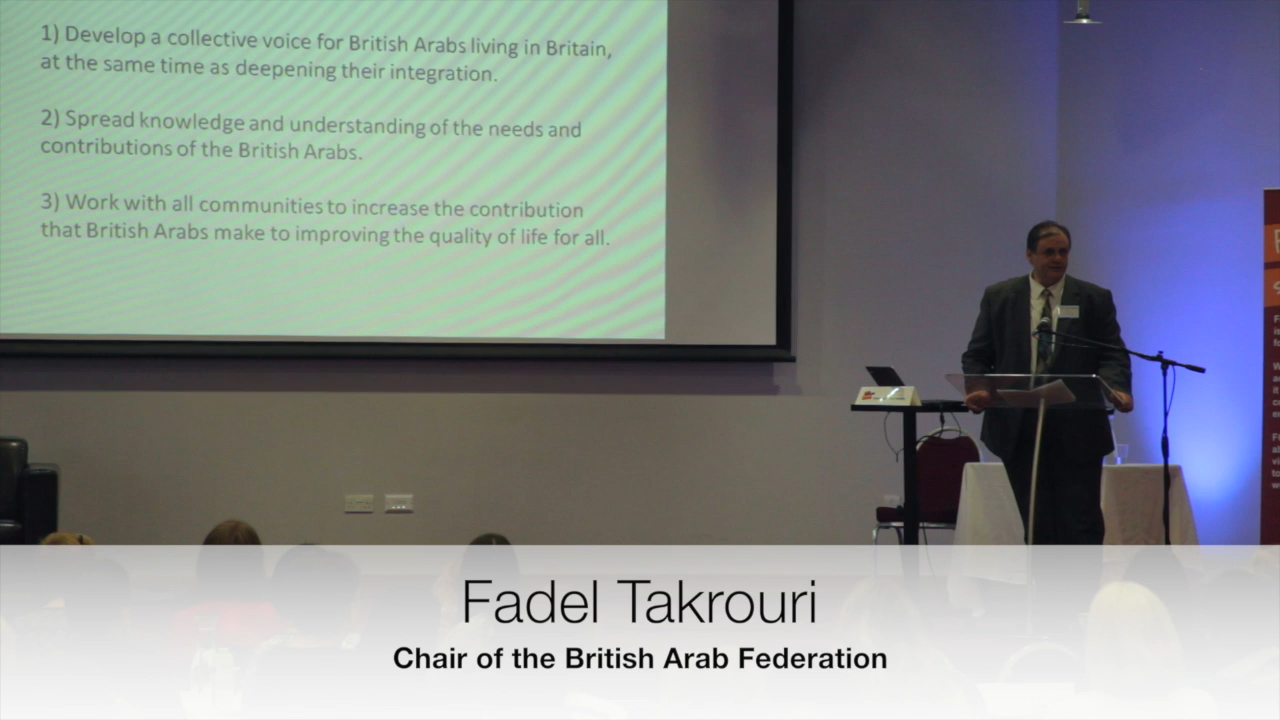 1) Develop a collective voice for British Arabs living in Britain,
at the same time as deepening their integration.
2) Spread knowledge and understanding of the needs and
contributions of the British Arabs.
3) Work with all communities to increase the contribution
that British Arabs make to improving the quality of life for all.
Fadel Takrouri
Chair of the British Arab Federation